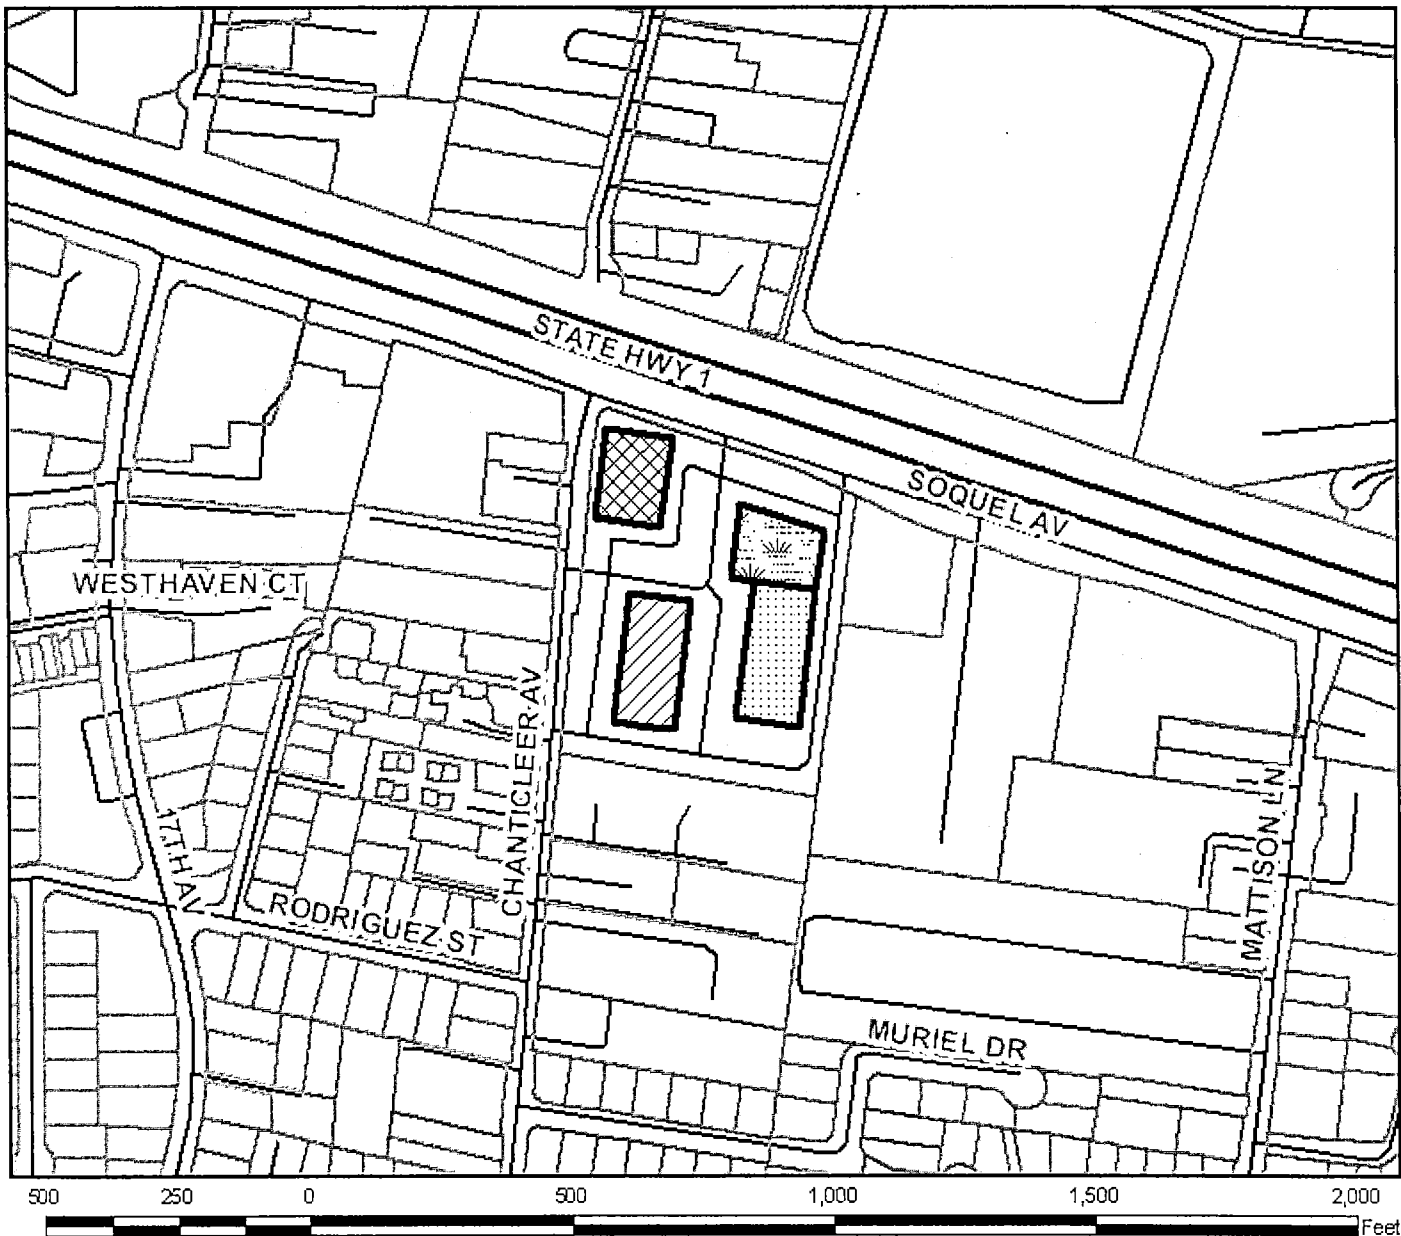 STATE HWY 1
SOQUEL AV
WESTHAVEN CT
CHANTICLEER AV
17TH AV
RODRIGUEZ ST
MATTISON LN
MURIEL DR
500 250 0 500 1,000 1,500 2,000
Feet